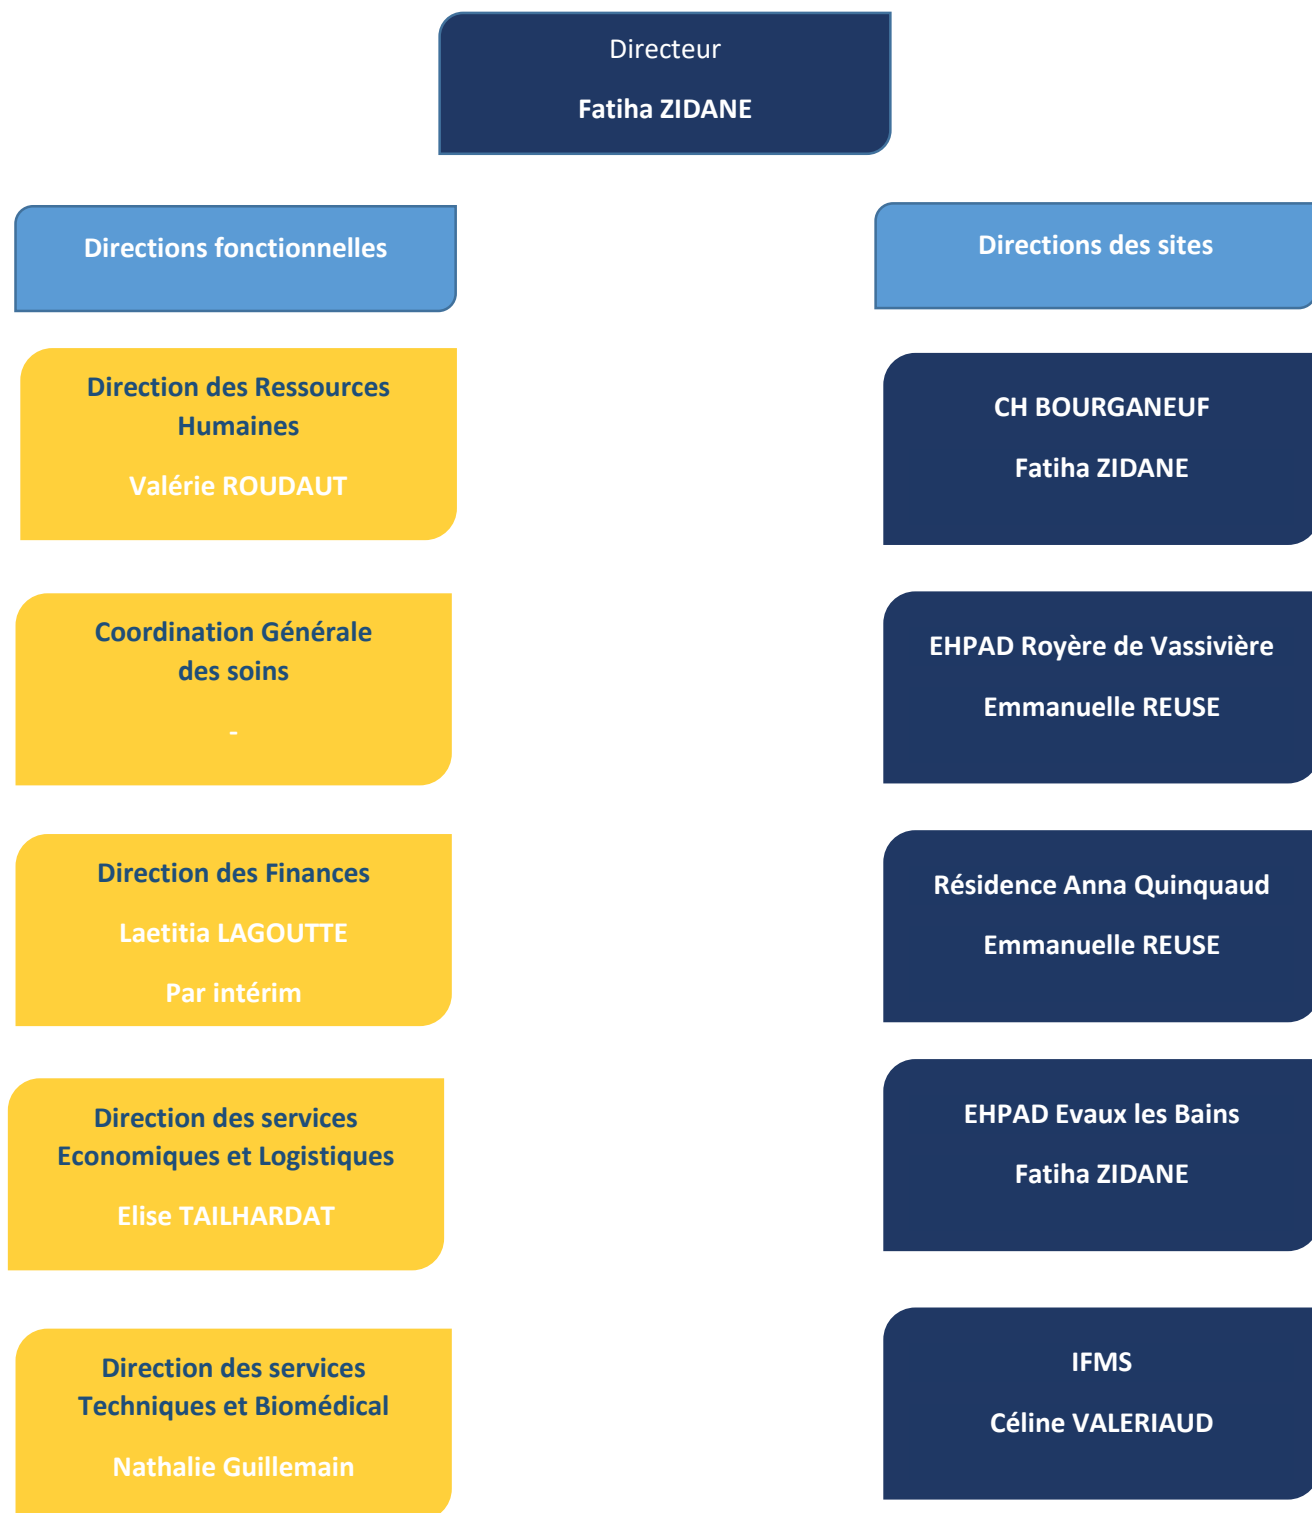 Directeur
Fatiha ZIDANE
Directions fonctionnelles
Direction des Ressources
Humaines
Valérie ROUDAUT
Coordination Générale
des soins
-
Direction des Finances
Laetitia LAGOUTTE
Par intérim
Direction des services
Economiques et Logistiques
Elise TAILHARDAT
Direction des services
Techniques et Biomédical
Nathalie Guillemain
Directions des sites
CH BOURGANEUF
Fatiha ZIDANE
EHPAD Royère de Vassivière
Emmanuelle REUSE
Résidence Anna Quinquaud
Emmanuelle REUSE
EHPAD Evaux les Bains
Fatiha ZIDANE
IFMS
Céline VALERIAUD